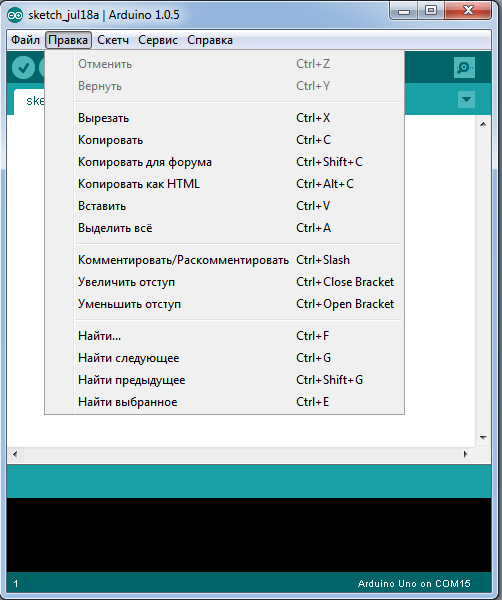 sketch_jul18a | Arduino 1.0.5
Файл Правка Скетч Сервис Справка
Отменить Ctrl+Z
Вернуть Ctrl+Y
Вырезать Ctrl+X
Копировать Ctrl+C
Копировать для форума Ctrl+Shift+C
Копировать как HTML Ctrl+Alt+C
Вставить Ctrl+V
Выделить всё Ctrl+A
Комментировать/Раскомментировать Ctrl+Slash
Увеличить отступ Ctrl+Close Bracket
Уменьшить отступ Ctrl+Open Bracket
Найти... Ctrl+F
Найти следующее Ctrl+G
Найти предыдущее Ctrl+Shift+G
Найти выбранное Ctrl+E
1 Arduino Uno on COM15